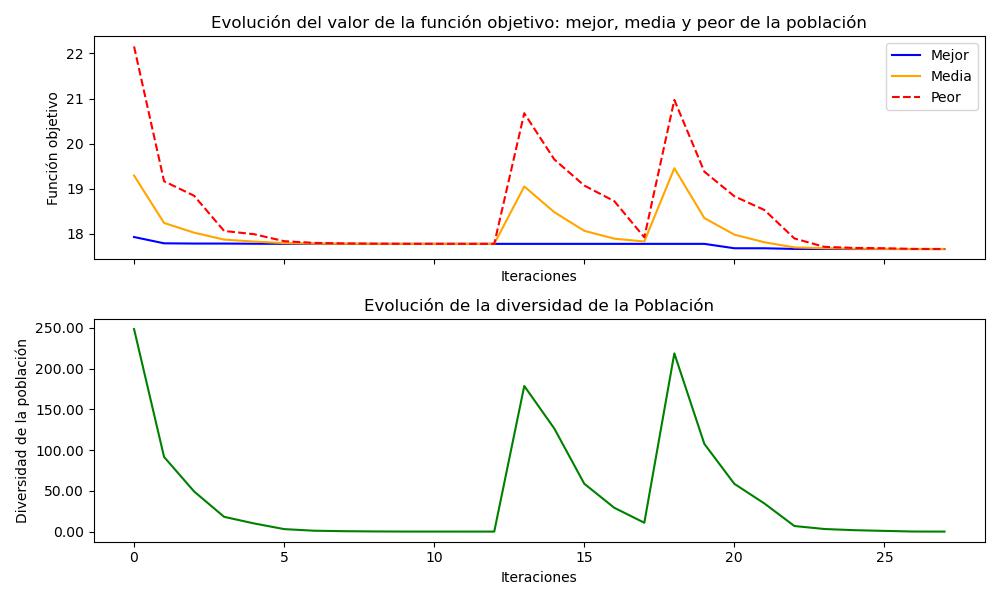 Evolución del valor de la función objetivo: mejor, media y peor de la población
Función objetivo
22
21
20
19
18
Mejor
Media
Peor
Iteraciones
Evolución de la diversidad de la Población
Diversidad de la población
250.00
200.00
150.00
100.00
50.00
0.00
0 5 10 15 20 25
Iteraciones